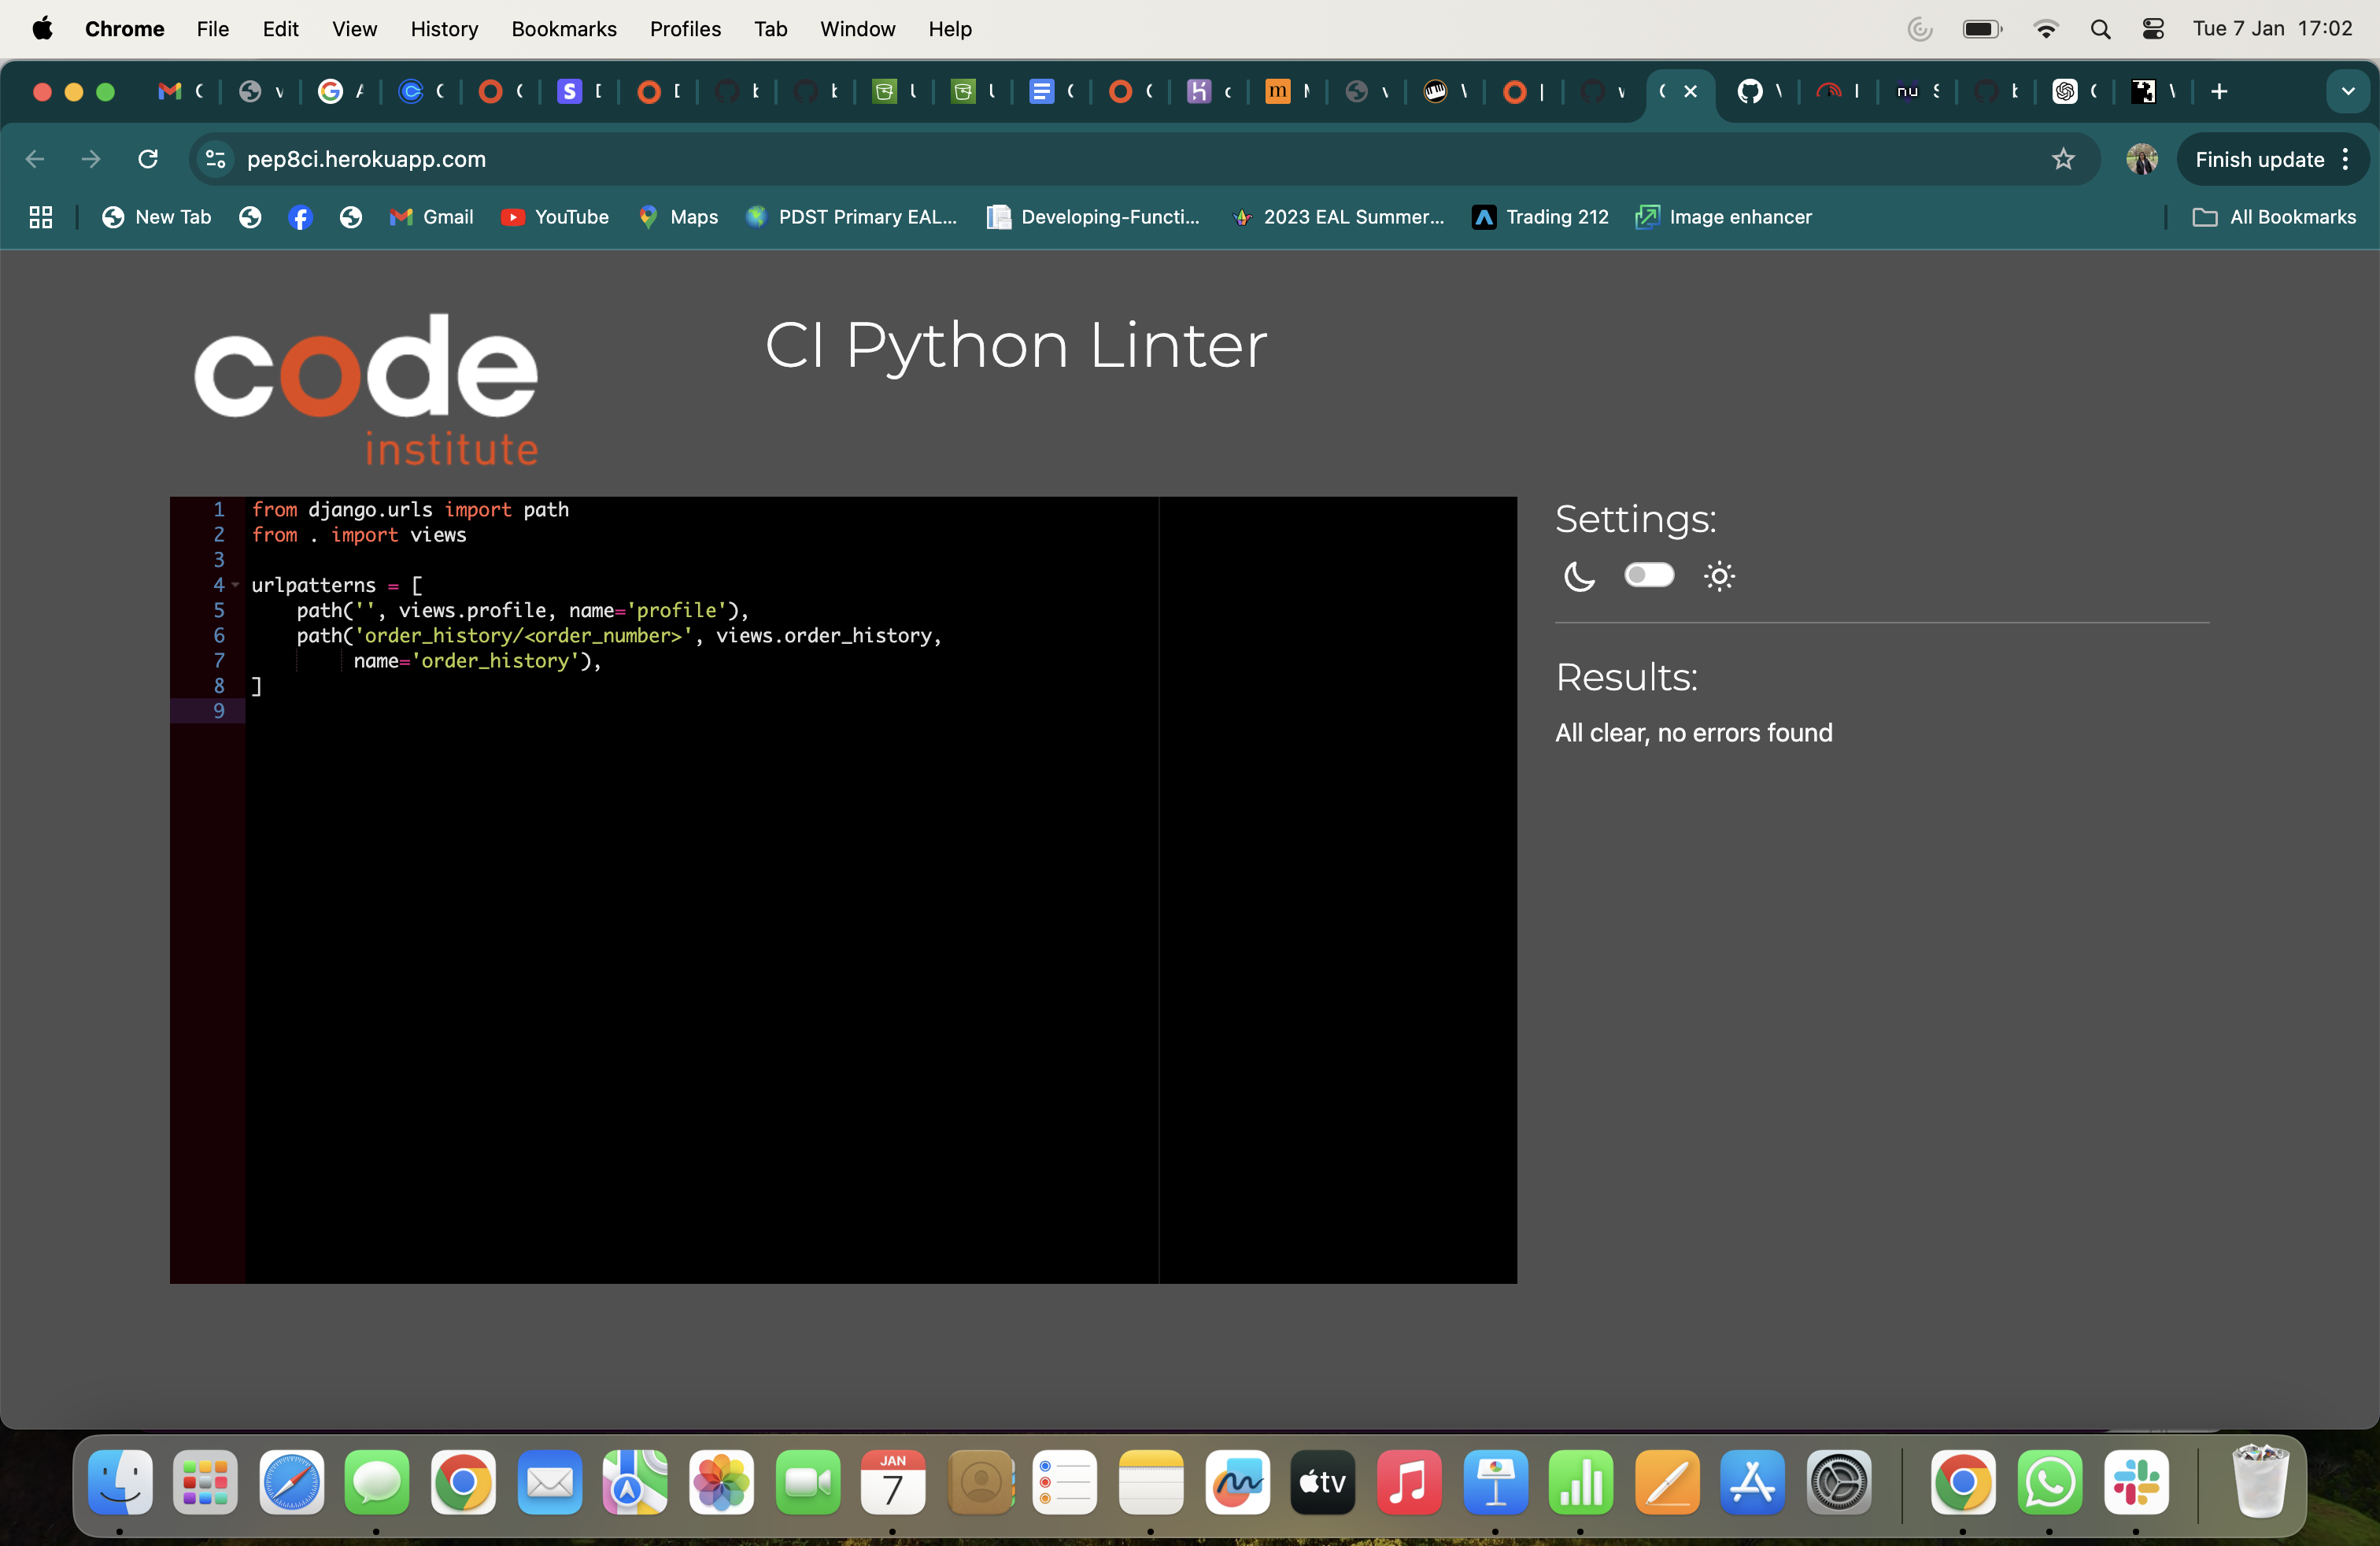 Chrome File Edit View History Bookmarks Profiles Tab Window Help Tue 7 Jan 17:02
pep8ci.herokuapp.com Finish update
New Tab Gmail YouTube Maps PDST Primary EAL... Developing-Functi... 2023 EAL Summer... Trading 212 Image enhancer All Bookmarks
code
institute
CI Python Linter
1 from django.urls import path
2 from . import views
3
4 urlpatterns = [
5 path('', views.profile, name='profile'),
6 path('order_history/<order_number>', views.order_history,
7 name='order_history'),
8 ]
9
Settings:
Results:
All clear, no errors found
JAN
7
tv